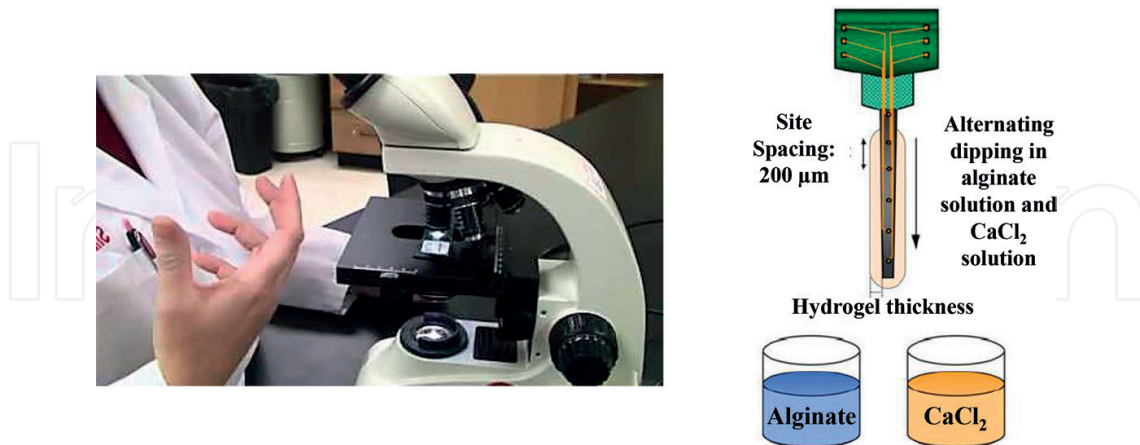 Site
Spacing:
200 μm
Alternating
dipping in
alginate
solution and
CaCl₂
solution
Hydrogel thickness
Alginate
CaCl₂